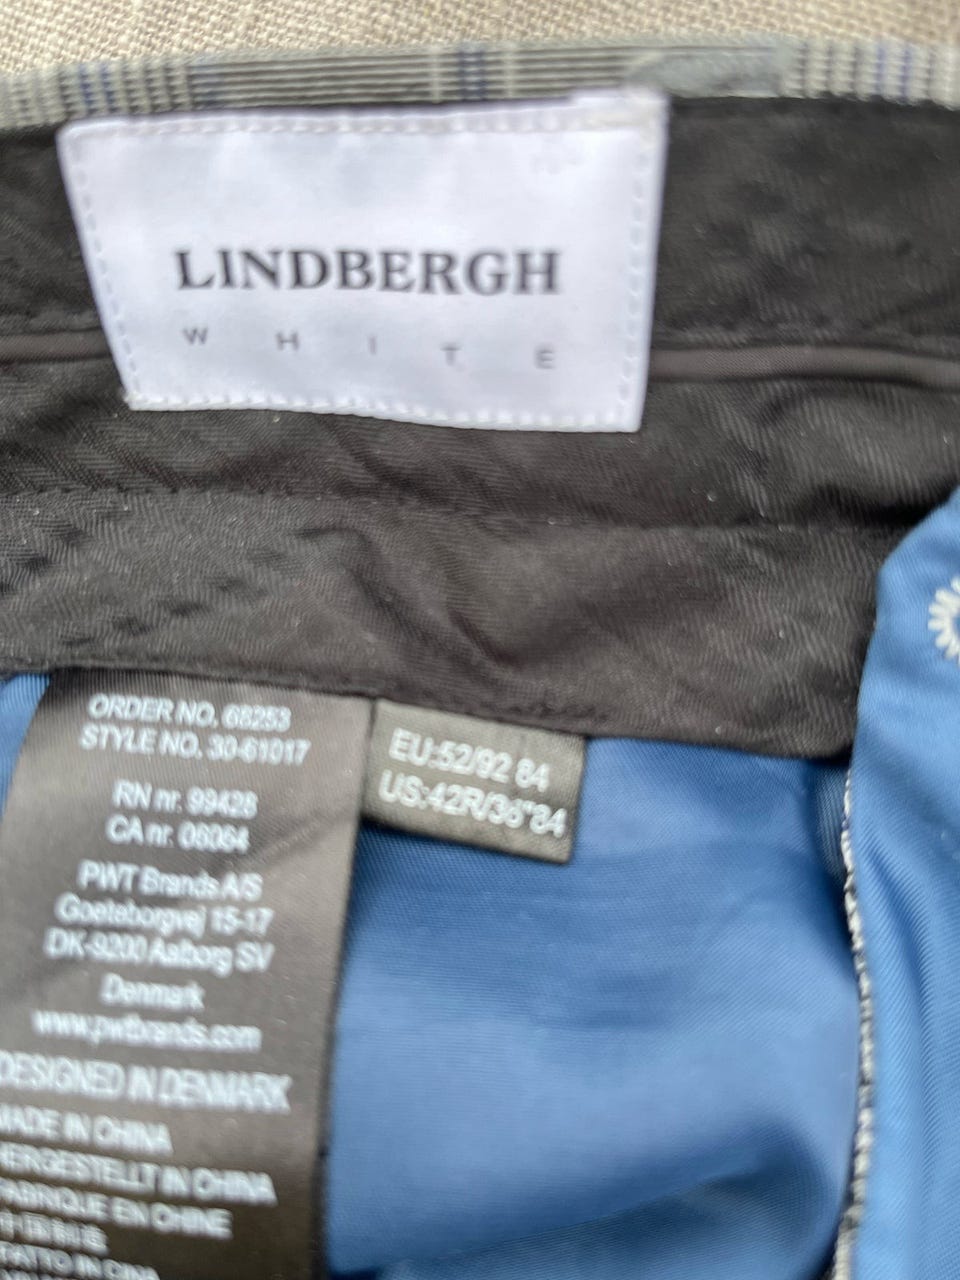 LINDBERGH
WHITE
ORDER NO. 68253
STYLE NO. 30-61017
RN nr. 99428
CA nr. 06064
PWT Brands A/S
Goeteborgvej 15-17
DK-9200 Aalborg SV
Denmark
www.pwtbrands.com
DESIGNED IN DENMARK
MADE IN CHINA
HERGESTELLT IN CHINA
FABRIQUE EN CHINE
EU:52/92 84
US:42R/36"84